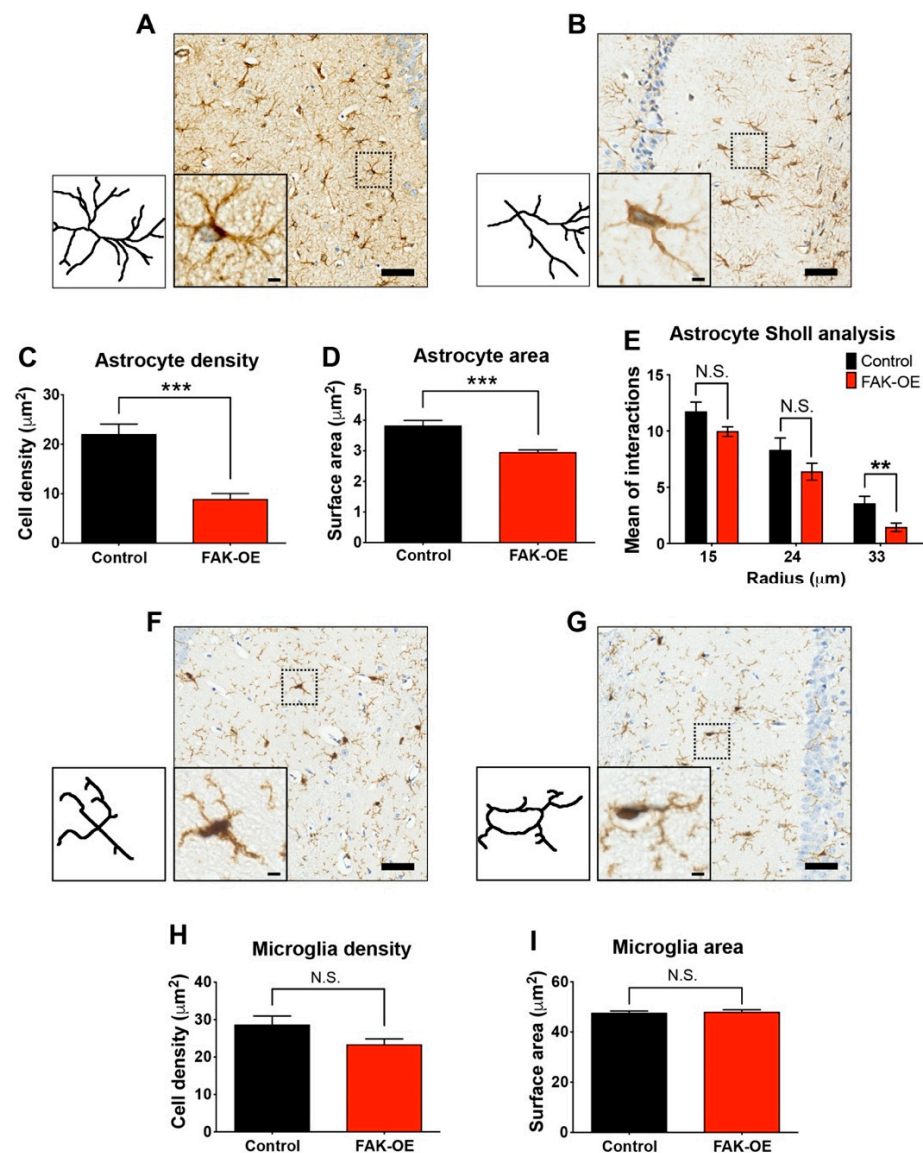 A
B
C
Astrocyte density
Cell density (μm²)
30
20
10
0
***
Control
FAK-OE
D
Astrocyte area
Surface area (μm²)
5
4
3
2
1
0
***
Control
FAK-OE
E
Astrocyte Sholl analysis
Control
FAK-OE
Mean of interactions
15
10
5
0
N.S.
N.S.
**
15
24
33
Radius (μm)
F
G
H
Microglia density
Cell density (μm²)
40
30
20
10
0
N.S.
Control
FAK-OE
I
Microglia area
Surface area (μm²)
60
40
20
0
N.S.
Control
FAK-OE